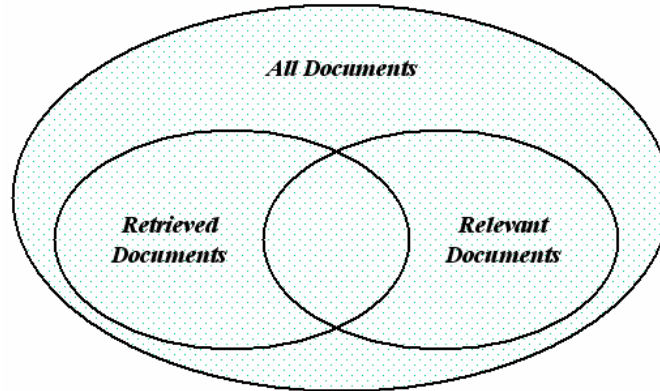 All Documents
Retrieved
Documents
Relevant
Documents